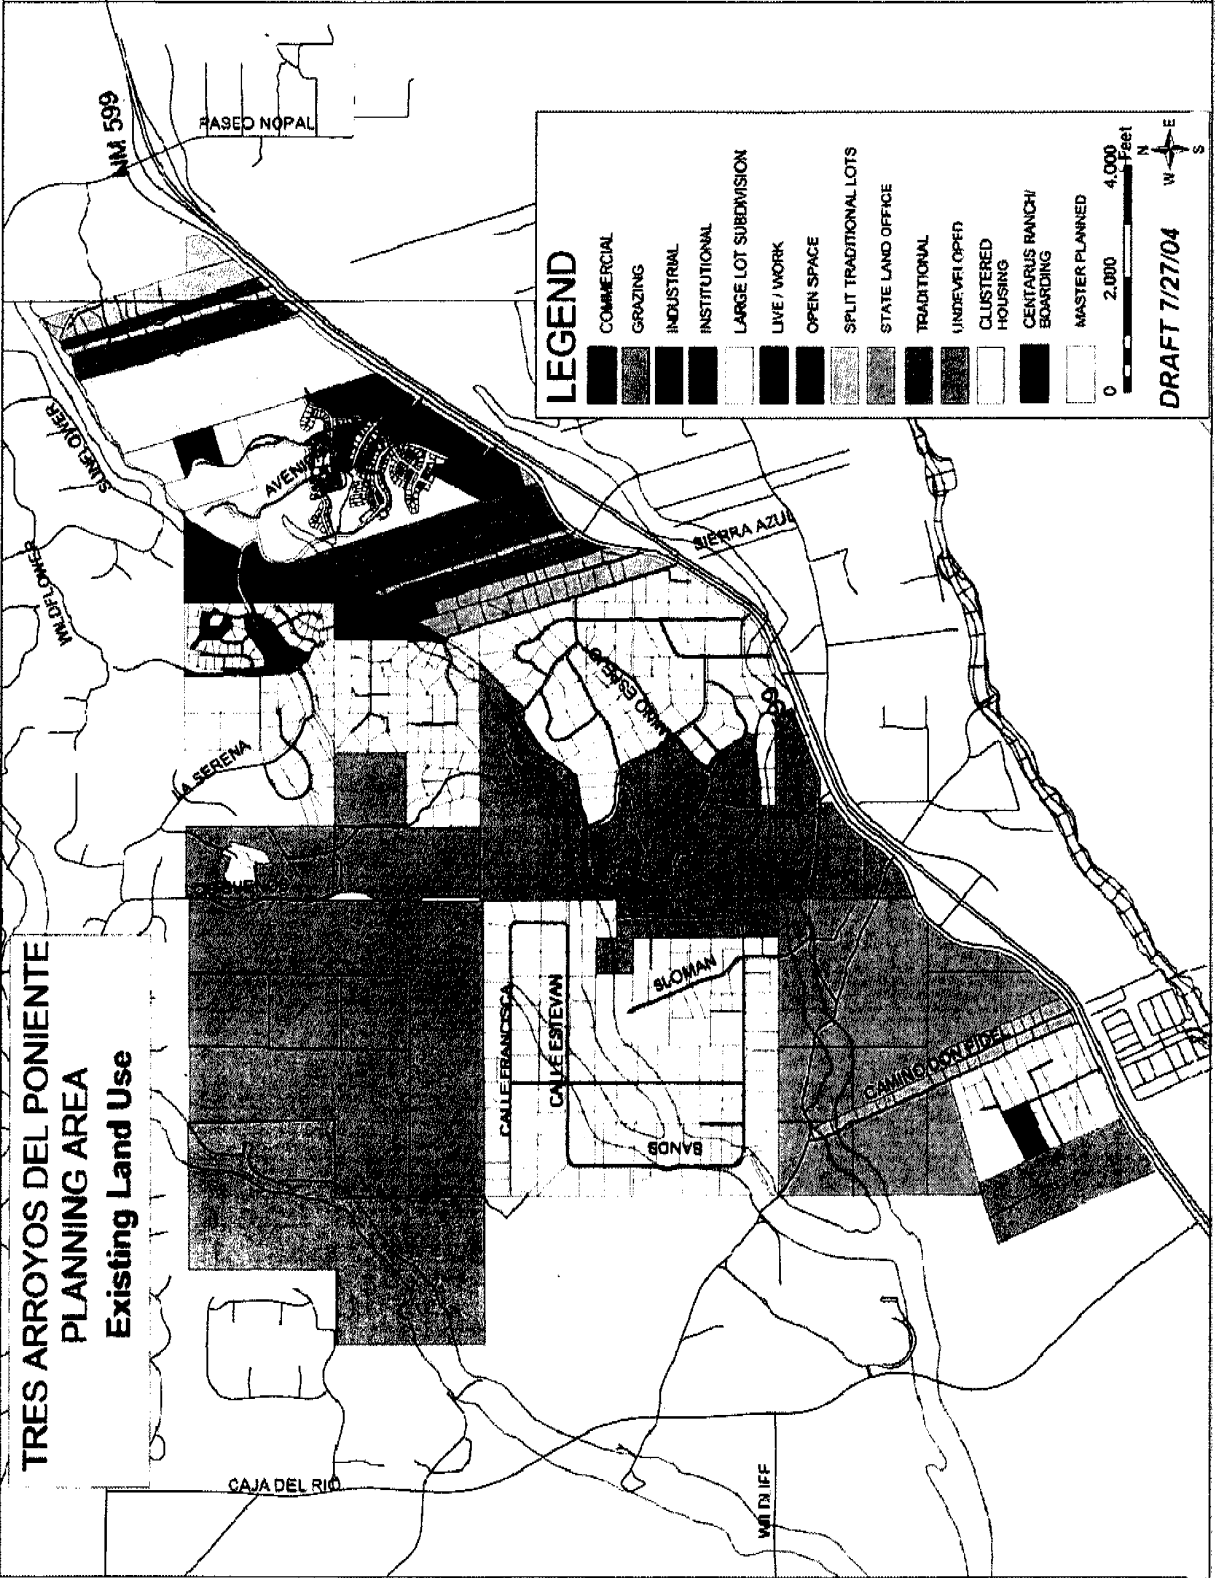 TRES ARROYOS DEL PONIENTE
PLANNING AREA
Existing Land Use
NM 599
PASEO NOPAL
SUNFLOWER
WILDFLOWER
LA SERENA
SIERRA AZUL
CALLE FRANCISCA
CALLE ESTEVAN
SLOMAN
BANDB
CAMINO DON FIDEL
CAJA DEL RIO
LEGEND
COMMERCIAL
GRAZING
INDUSTRIAL
INSTITUTIONAL
LARGE LOT SUBDIVISION
LIVE / WORK
OPEN SPACE
SPLIT TRADITIONAL LOTS
STATE LAND OFFICE
TRADITIONAL
UNDEVELOPED
CLUSTERED
HOUSING
CENTARUS RANCH/
BOARDING
MASTER PLANNED
0 2,000 4,000
Feet
N
W E
S
DRAFT 7/27/04